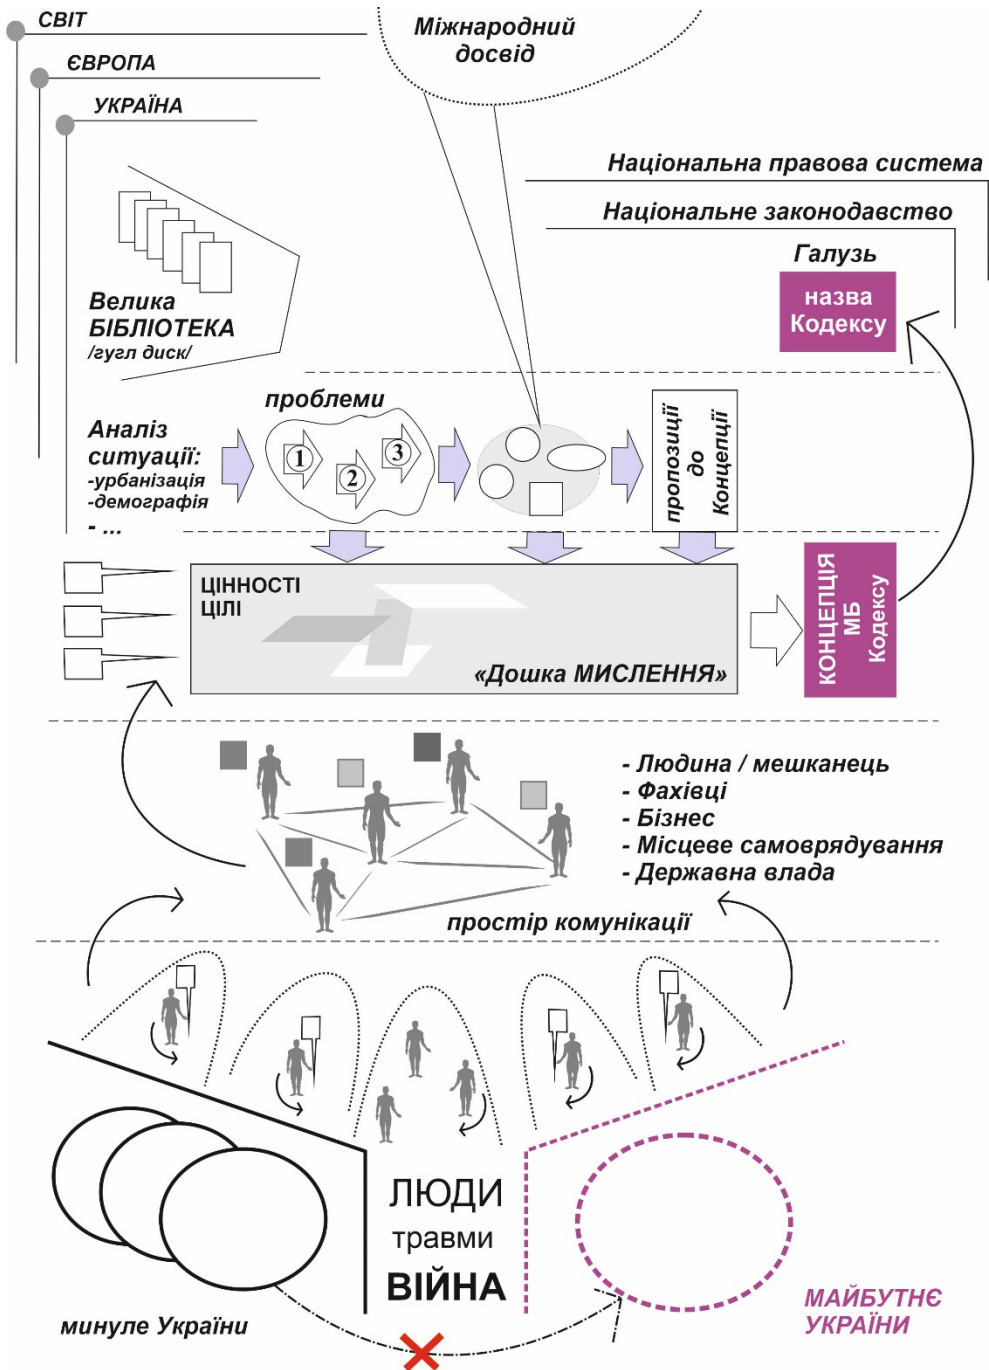 СВІТ
ЄВРОПА
УКРАЇНА
Міжнародний
досвід
Національна правова система
Національне законодавство
Галузь
назва
Кодексу
Велика
БІБЛІОТЕКА
/гугл диск/
проблеми
Аналіз
ситуації:
-урбанізація
-демографія
- ...
1
2
3
пропозиції
до
Концепції
ЦІННОСТІ
ЦІЛІ
«Дошка МИСЛЕННЯ»
КОНЦЕПЦІЯ
МБ
Кодексу
- Людина / мешканець
- Фахівці
- Бізнес
- Місцеве самоврядування
- Державна влада
простір комунікації
ЛЮДИ
травми
ВІЙНА
минуле України
МАЙБУТНЄ
УКРАЇНИ